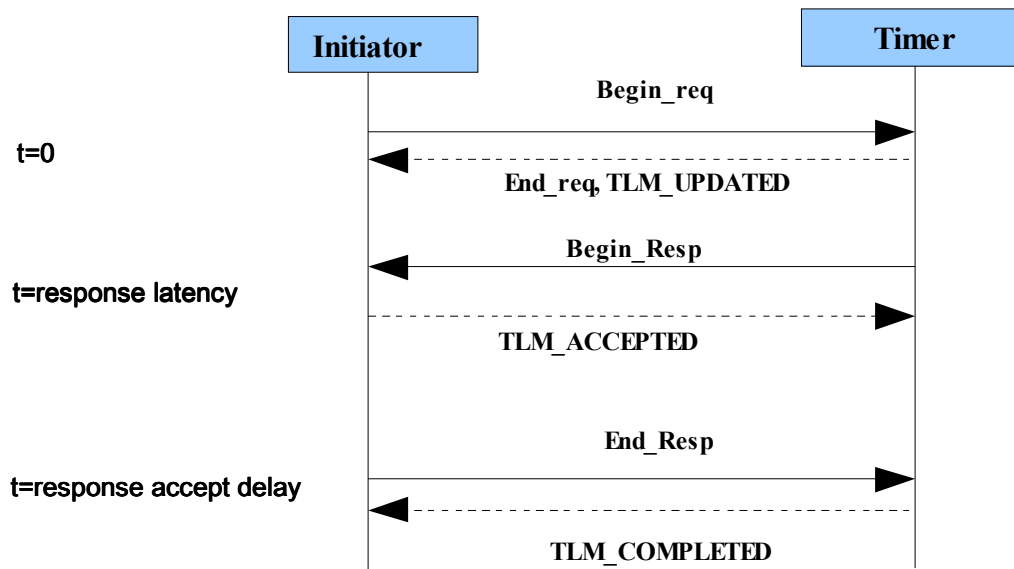 Initiator
Timer
Begin_req
t=0
End_req, TLM_UPDATED
Begin_Resp
t=response latency
TLM_ACCEPTED
End_Resp
t=response accept delay
TLM_COMPLETED